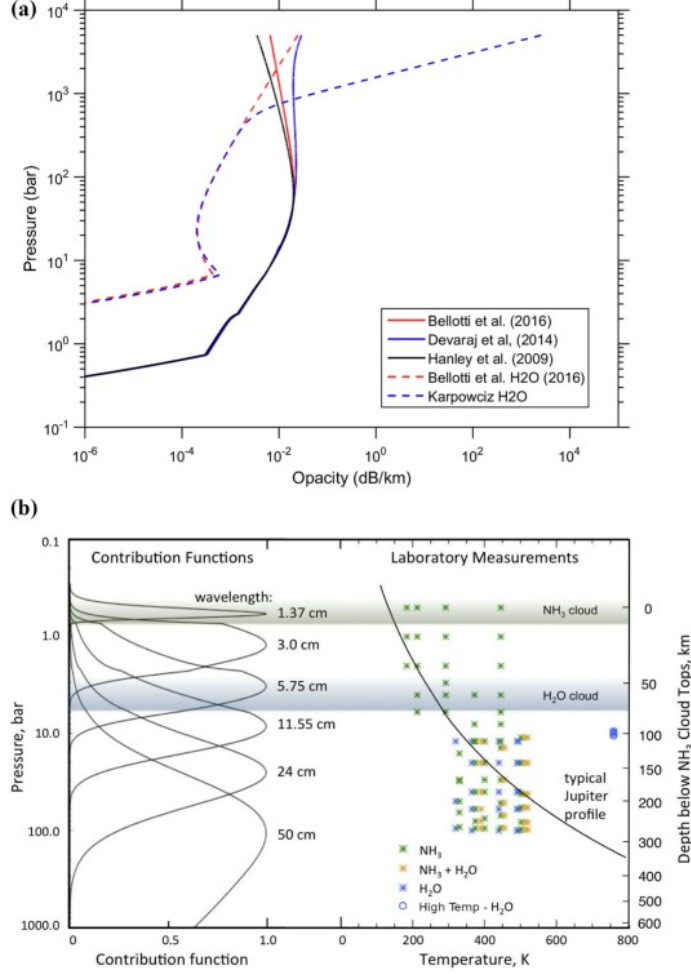 (a)
10^4
10^3
10^2
10^1
10^0
10^-1
Pressure (bar)
10^-6 10^-4 10^-2 10^0 10^2 10^4
Opacity (dB/km)
Bellotti et al. (2016)
Devaraj et al, (2014)
Hanley et al. (2009)
Bellotti et al. H2O (2016)
Karpowciz H2O
(b)
0.1
1.0
10.0
100.0
1000.0
Pressure, bar
Contribution Functions
Laboratory Measurements
wavelength:
1.37 cm
3.0 cm
5.75 cm
11.55 cm
24 cm
50 cm
NH₃ cloud
H₂O cloud
typical
Jupiter
profile
NH₃
NH₃ + H₂O
H₂O
High Temp - H₂O
0
50
100
150
200
300
400
500
600
Depth below NH₃ Cloud Tops, km
0 0.5 1.0 0 200 400 600 800
Contribution function
Temperature, K